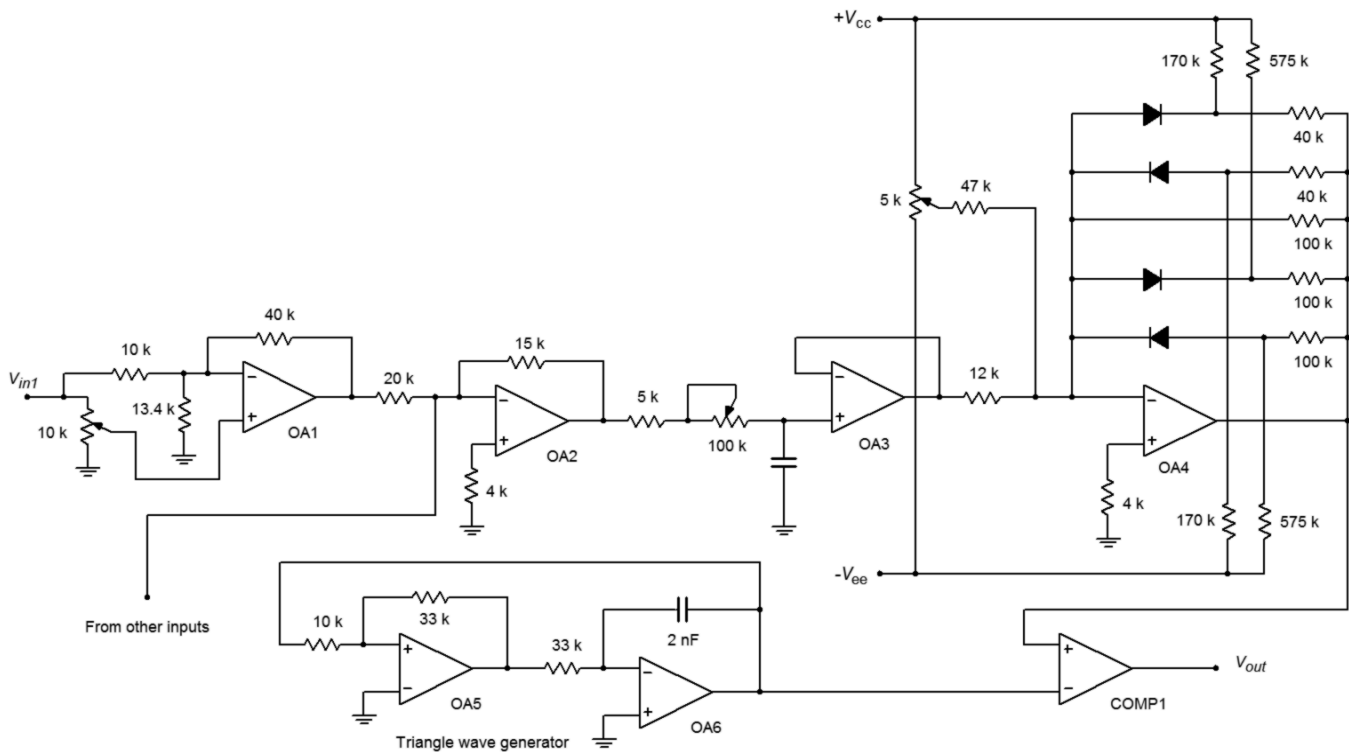 +Vcc
170 k
575 k
40 k
47 k
5 k
40 k
100 k
100 k
100 k
40 k
10 k
15 k
Vin1
20 k
5 k
12 k
13.4 k
10 k
OA1
OA2
100 k
OA3
OA4
4 k
4 k
170 k
575 k
-Vee
From other inputs
10 k
33 k
33 k
2 nF
Vout
OA5
OA6
COMP1
Triangle wave generator
- + - + - + - + + - - + + -